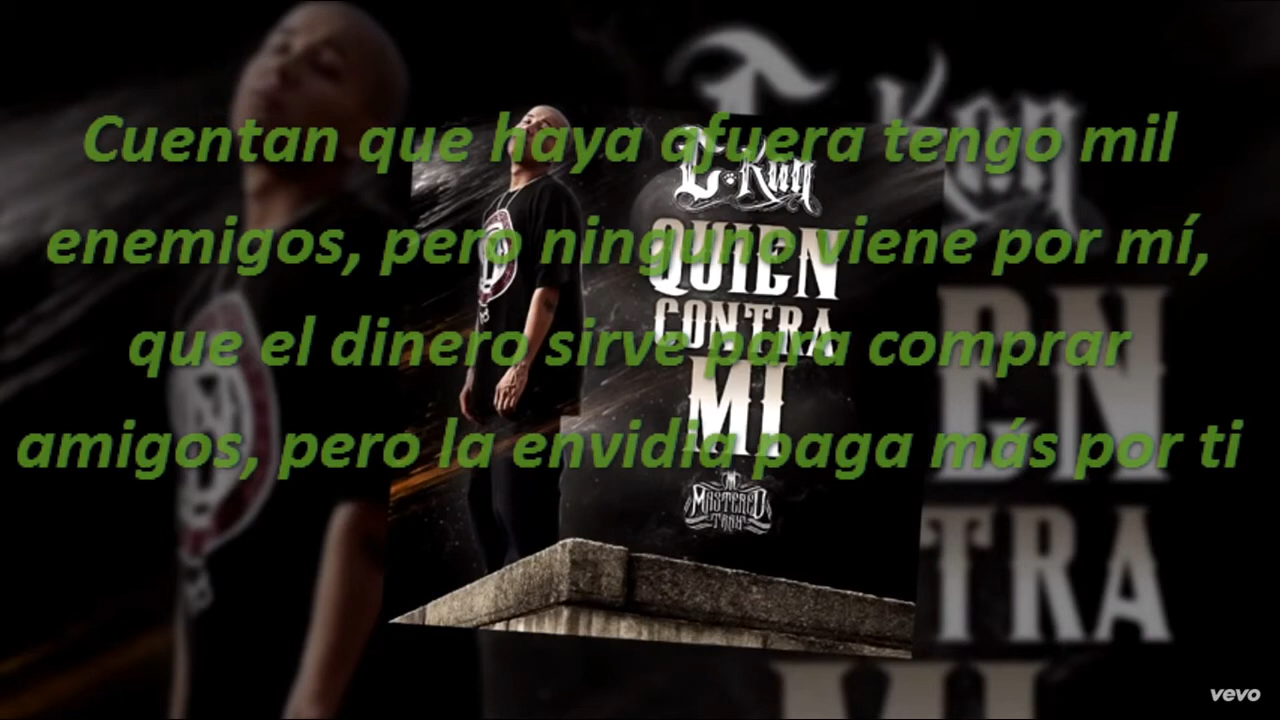 Cuentan que haya afuera tengo mil
enemigos, pero ninguno viene por mí,
que el dinero sirve para comprar
amigos, pero la envidia paga más por ti
C-Kan
QUIEN
CONTRA
MI
MASTERED
TRAX
vevo